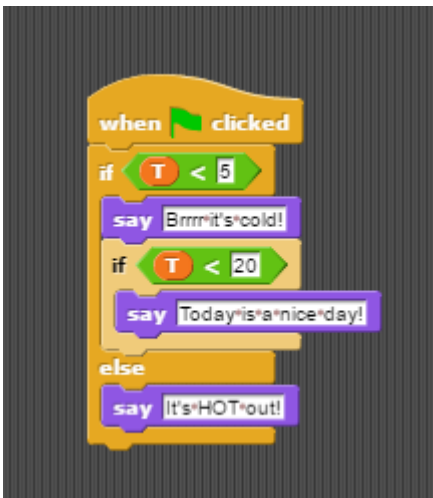 when clicked
if T < 5
say Brrrr it's cold!
if T < 20
say Today is a nice day!
else
say It's HOT out!